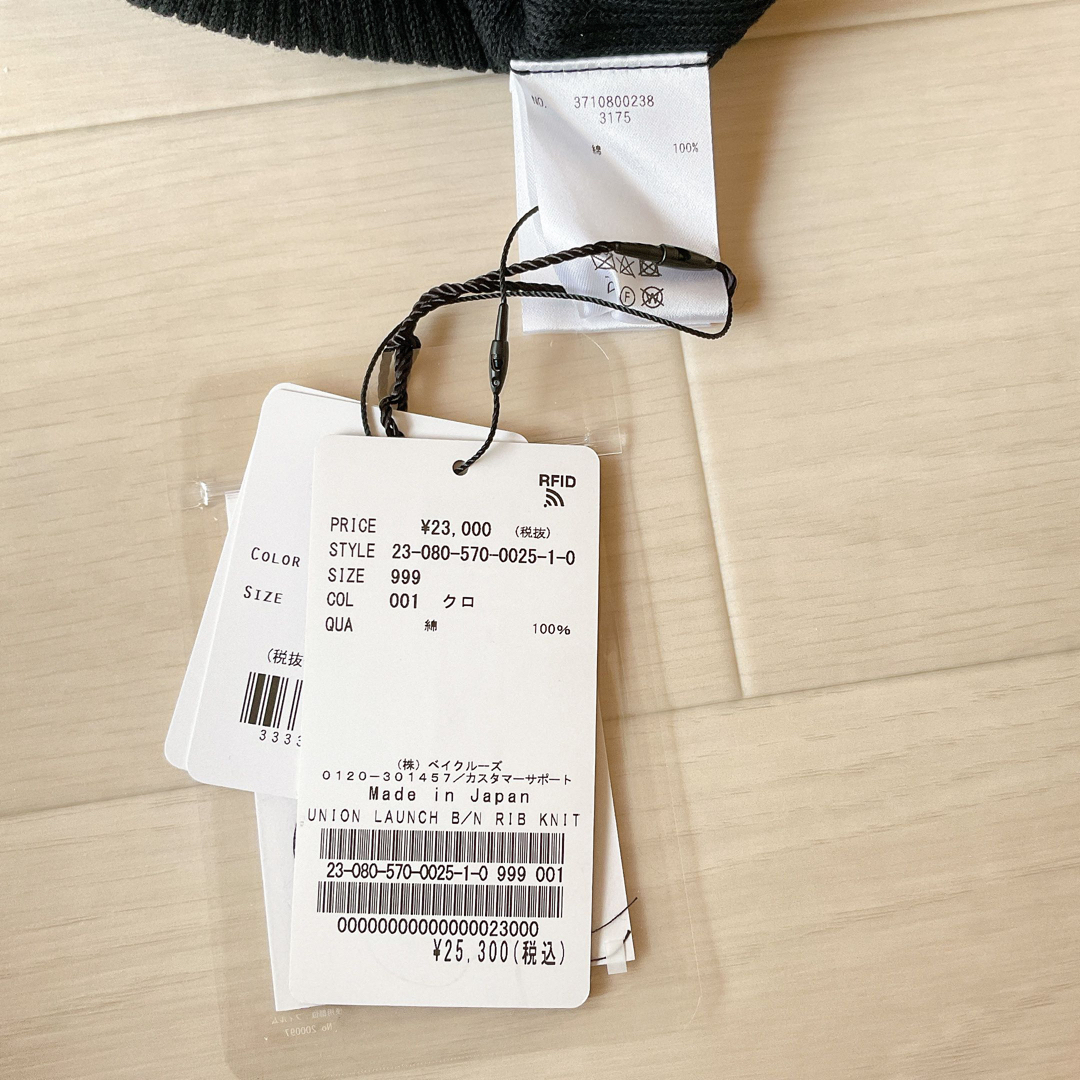 NO. 3710800238
3175
綿 100%
F
W
COLOR
SIZE
(税抜
3333
RFID
PRICE ¥23,000 (税抜)
STYLE 23-080-570-0025-1-0
SIZE 999
COL 001 クロ
QUA 綿 100%
(株) ベイクルーズ
0120-301457/カスタマーサポート
Made in Japan
UNION LAUNCH B/N RIB KNIT
23-080-570-0025-1-0 999 001
00000000000000023000
¥25,300(税込)
No. 200097